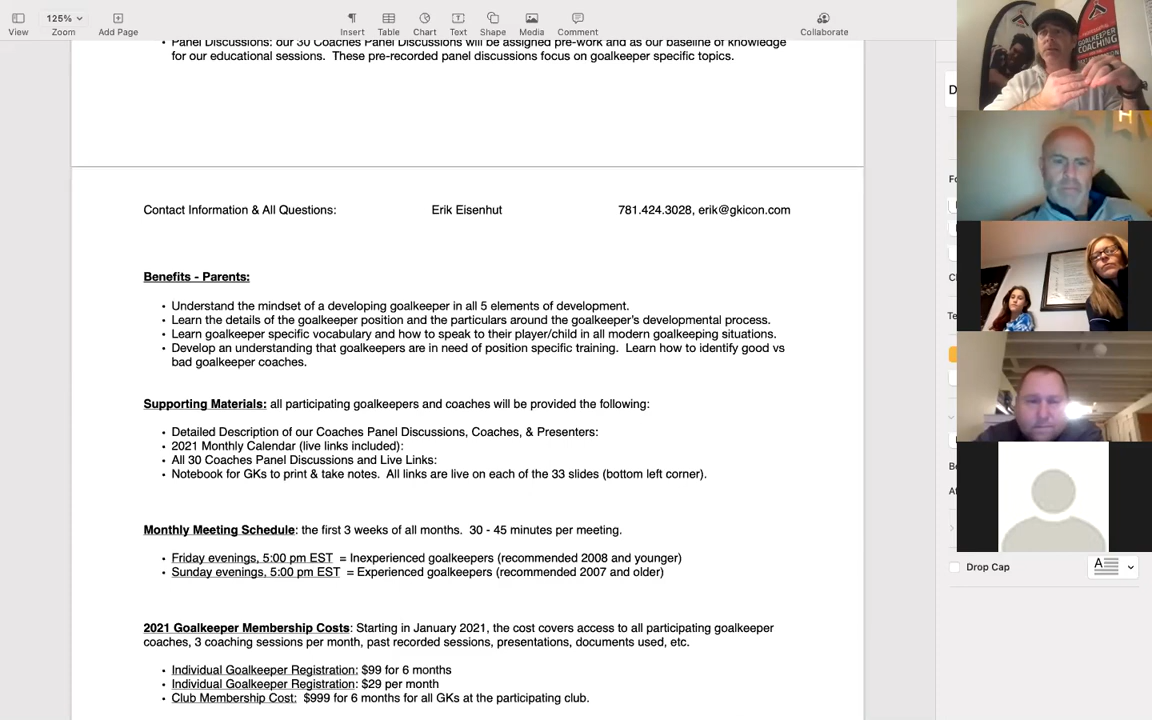 View
125%
Zoom
Add Page
Insert
Table
Chart
Text
Shape
Media
Comment
Collaborate
Panel Discussions: our 30 Coaches Panel Discussions will be assigned pre-work and as our baseline of knowledge
for our educational sessions. These pre-recorded panel discussions focus on goalkeeper specific topics.
Contact Information & All Questions: Erik Eisenhut 781.424.3028, erik@gkicon.com
Benefits - Parents:
• Understand the mindset of a developing goalkeeper in all 5 elements of development.
• Learn the details of the goalkeeper position and the particulars around the goalkeeper's developmental process.
• Learn goalkeeper specific vocabulary and how to speak to their player/child in all modern goalkeeping situations.
• Develop an understanding that goalkeepers are in need of position specific training. Learn how to identify good vs
bad goalkeeper coaches.
Supporting Materials: all participating goalkeepers and coaches will be provided the following:
• Detailed Description of our Coaches Panel Discussions, Coaches, & Presenters:
• 2021 Monthly Calendar (live links included):
• All 30 Coaches Panel Discussions and Live Links:
• Notebook for GKs to print & take notes. All links are live on each of the 33 slides (bottom left corner).
Monthly Meeting Schedule: the first 3 weeks of all months. 30 - 45 minutes per meeting.
• Friday evenings, 5:00 pm EST = Inexperienced goalkeepers (recommended 2008 and younger)
• Sunday evenings, 5:00 pm EST = Experienced goalkeepers (recommended 2007 and older)
2021 Goalkeeper Membership Costs: Starting in January 2021, the cost covers access to all participating goalkeeper
coaches, 3 coaching sessions per month, past recorded sessions, presentations, documents used, etc.
• Individual Goalkeeper Registration: $99 for 6 months
• Individual Goalkeeper Registration: $29 per month
• Club Membership Cost: $999 for 6 months for all GKs at the participating club.
GOALKEEPER
COACHING
H
Drop Cap
A